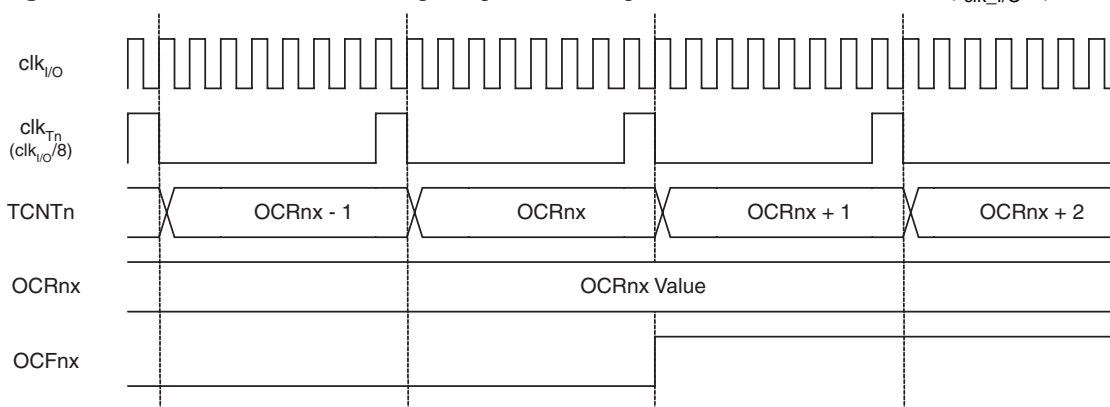 clk_I/O
clk_Tn
(clk_I/O/8)
TCNTn
OCRnx - 1
OCRnx
OCRnx + 1
OCRnx + 2
OCRnx
OCRnx Value
OCFnx